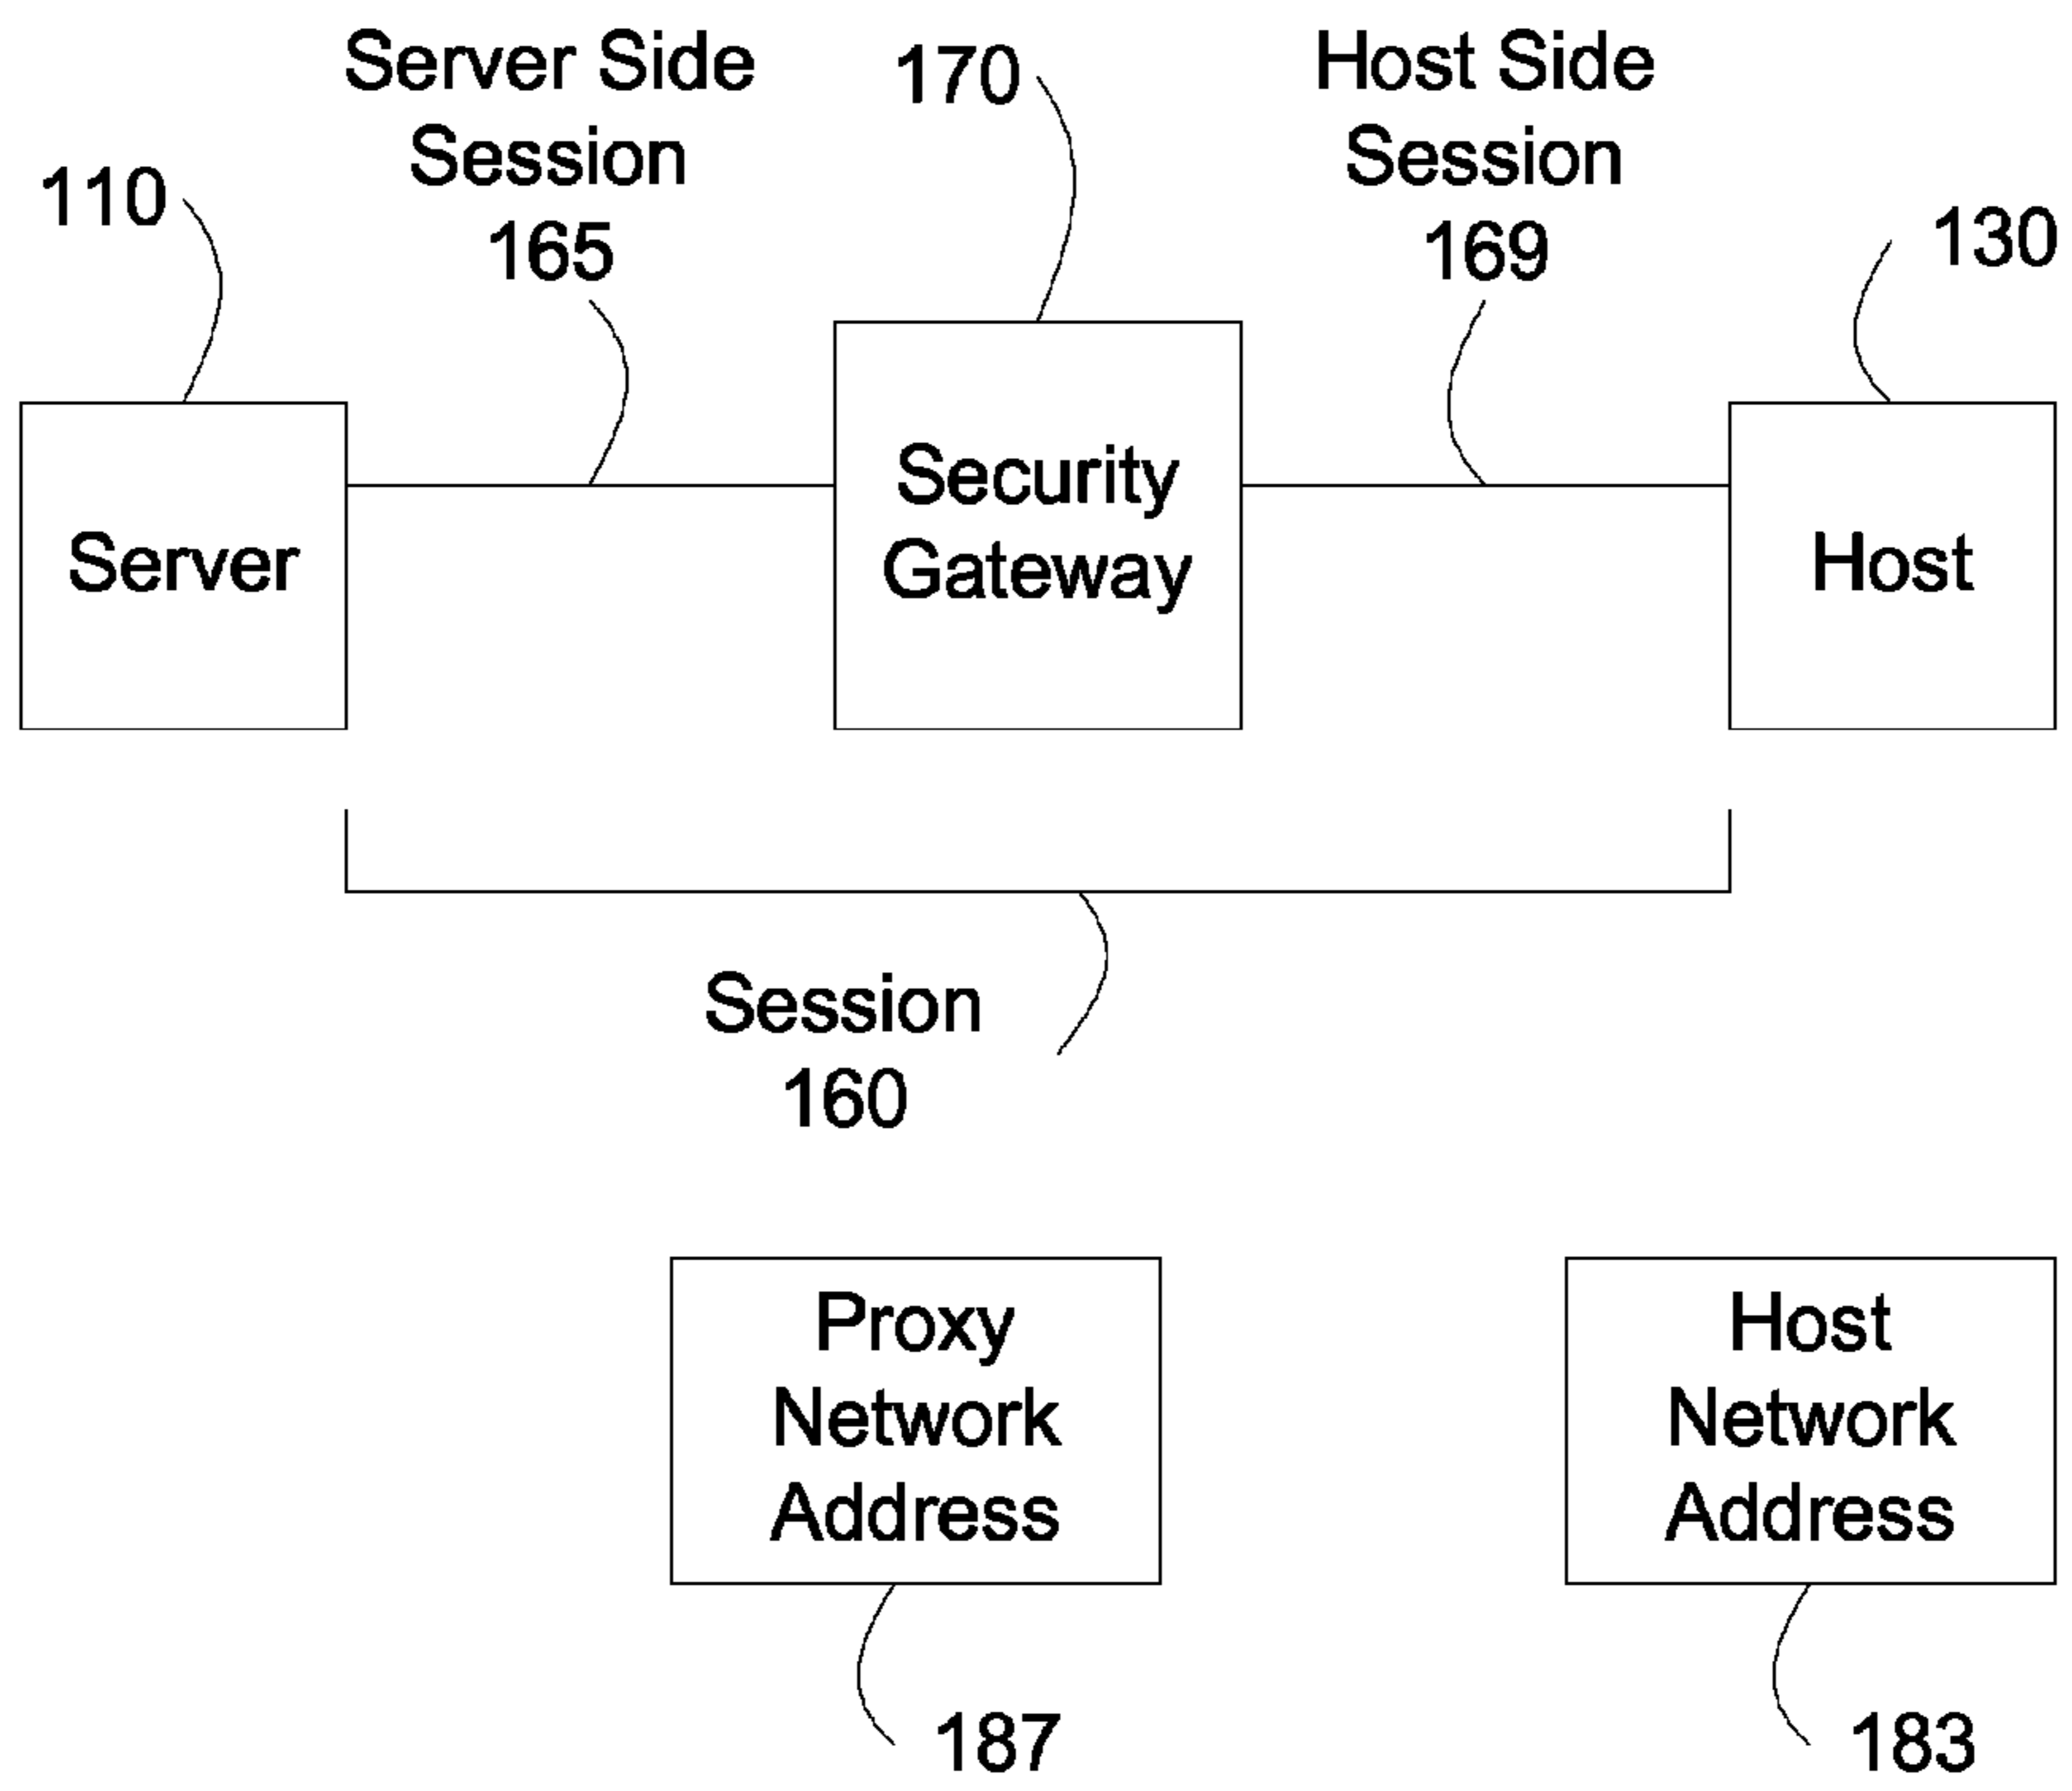 Server Side
Session
165
170
Host Side
Session
169
110
130
Server
Security
Gateway
Host
Session
160
Proxy
Network
Address
Host
Network
Address
187
183